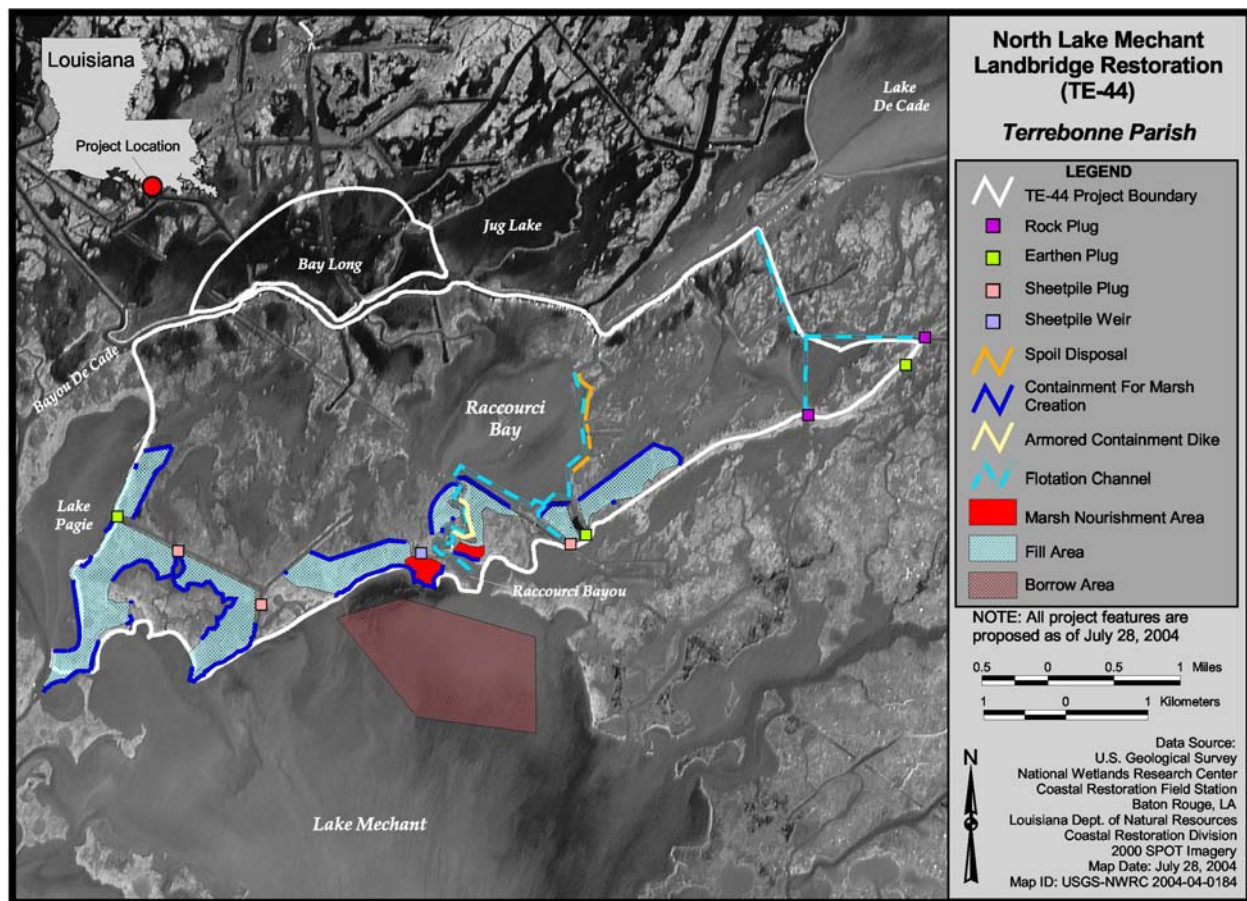 Louisiana
Project Location
Lake
De Cade
Jug Lake
Bay Long
Bayou De Cade
Raccourci
Bay
Lake
Pagie
Raccourci Bayou
Lake Mechant
North Lake Mechant
Landbridge Restoration
(TE-44)
Terrebonne Parish
LEGEND
TE-44 Project Boundary
Rock Plug
Earthen Plug
Sheetpile Plug
Sheetpile Weir
Spoil Disposal
Containment For Marsh
Creation
Armored Containment Dike
Flotation Channel
Marsh Nourishment Area
Fill Area
Borrow Area
NOTE: All project features are
proposed as of July 28, 2004
0.5 0 0.5 1 Miles
1 0 1 Kilometers
N
Data Source:
U.S. Geological Survey
National Wetlands Research Center
Coastal Restoration Field Station
Baton Rouge, LA
Louisiana Dept. of Natural Resources
Coastal Restoration Division
2000 SPOT Imagery
Map Date: July 28, 2004
Map ID: USGS-NWRC 2004-04-0184